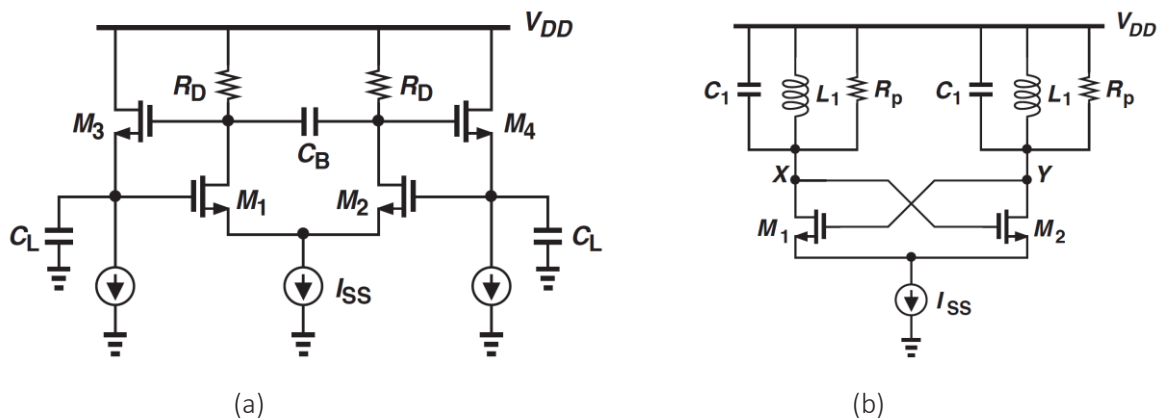 V_DD
R_D R_D
M_3 M_4
C_B
M_1 M_2
C_L C_L
I_SS
(a)
V_DD
C_1 L_1 R_p C_1 L_1 R_p
X Y
M_1 M_2
I_SS
(b)